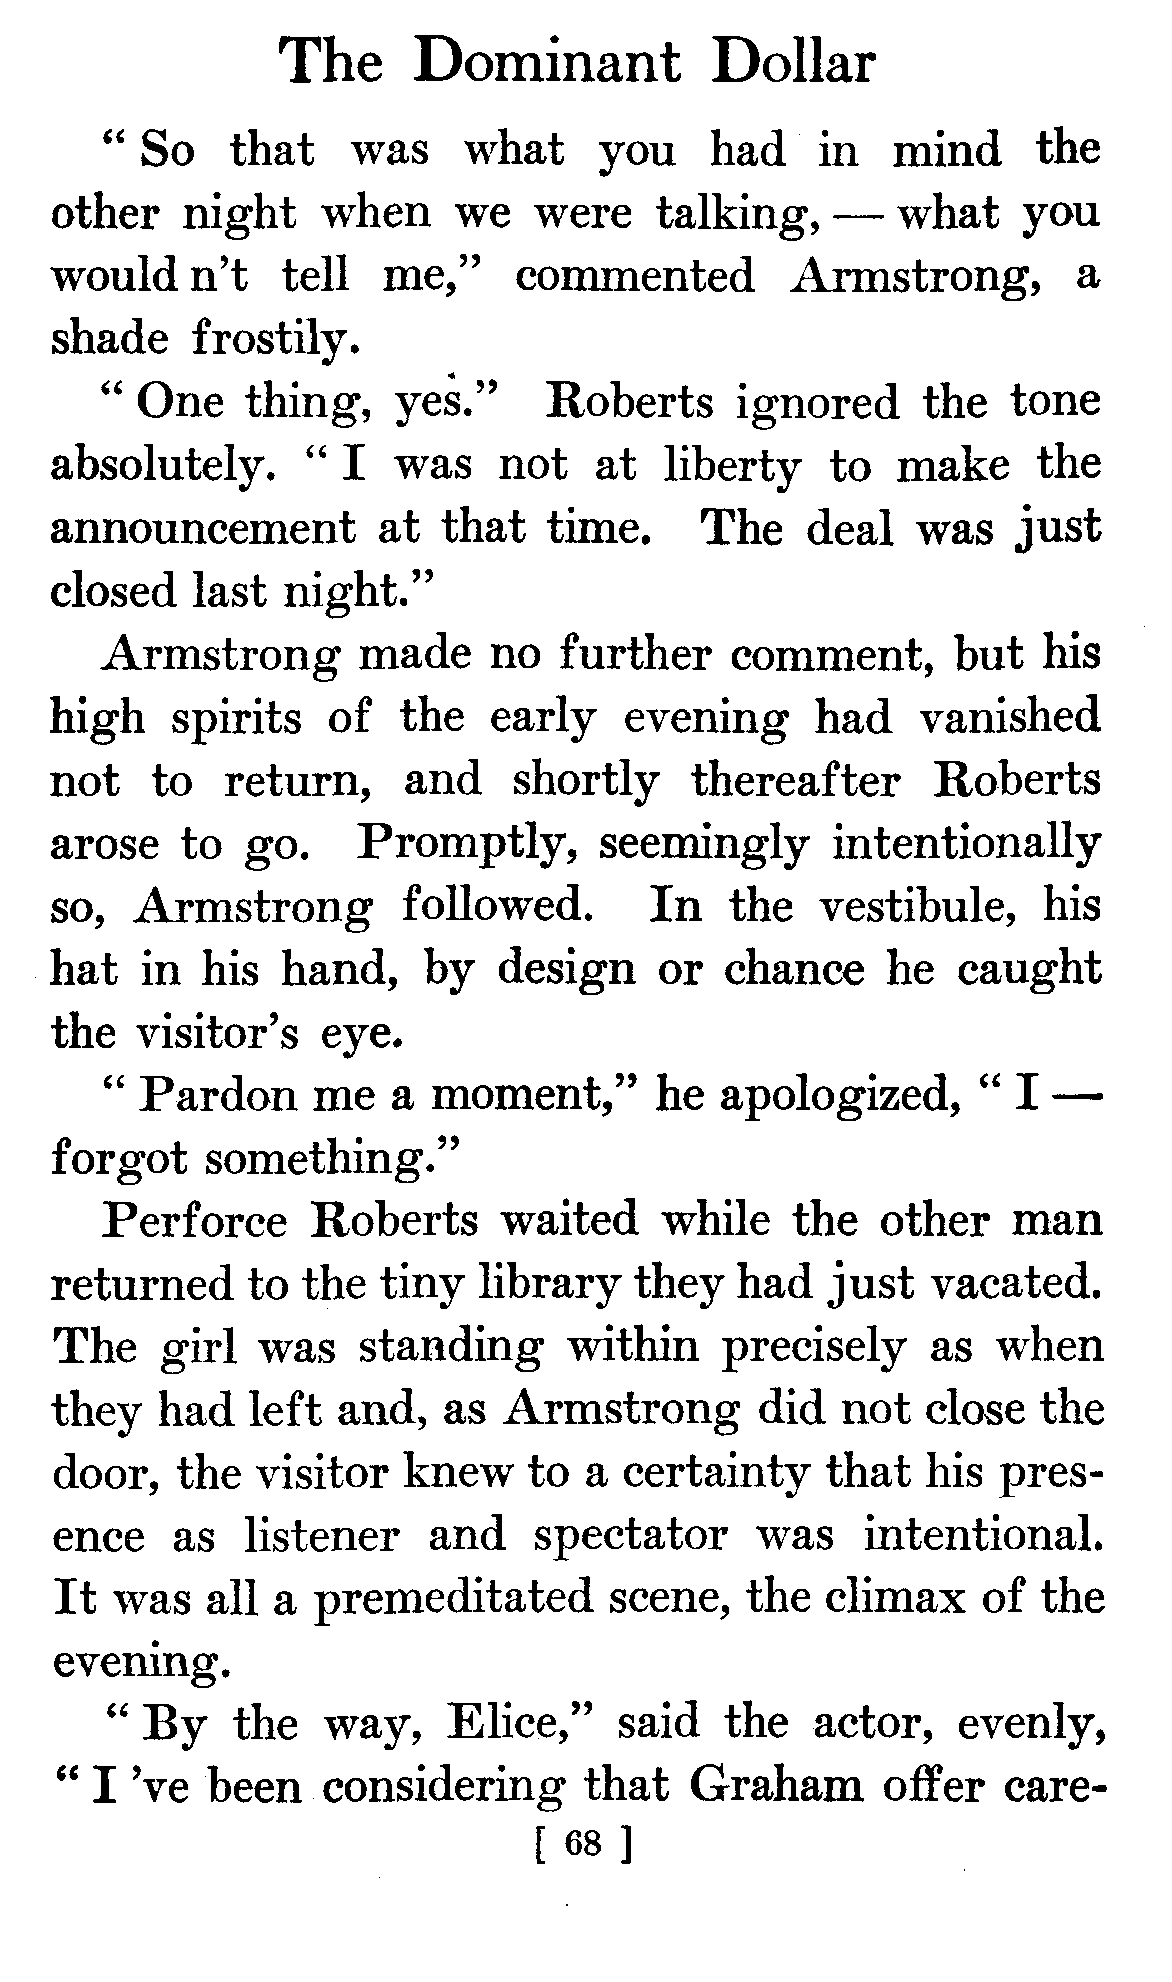 The Dominant Dollar
“ So that was what you had in mind the
other night when we were talking, — what you
would n’t tell me,” commented Armstrong, a
shade frostily.
“ One thing, yes.” Roberts ignored the tone
absolutely. “ I was not at liberty to make the
announcement at that time. The deal was just
closed last night.”
Armstrong made no further comment, but his
high spirits of the early evening had vanished
not to return, and shortly thereafter Roberts
arose to go. Promptly, seemingly intentionally
so, Armstrong followed. In the vestibule, his
hat in his hand, by design or chance he caught
the visitor’s eye.
“ Pardon me a moment,” he apologized, “ I —
forgot something.”
Perforce Roberts waited while the other man
returned to the tiny library they had just vacated.
The girl was standing within precisely as when
they had left and, as Armstrong did not close the
door, the visitor knew to a certainty that his pres-
ence as listener and spectator was intentional.
It was all a premeditated scene, the climax of the
evening.
“ By the way, Elice,” said the actor, evenly,
“ I ’ve been considering that Graham offer care-
[ 68 ]